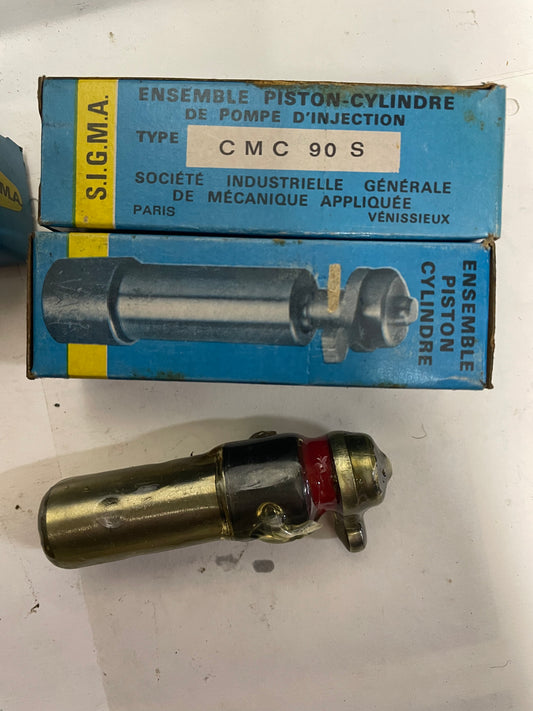 S.I.G.M.A.
ENSEMBLE PISTON-CYLINDRE
DE POMPE D'INJECTION
TYPE CMC 90 S
SOCIÉTÉ INDUSTRIELLE GÉNÉRALE
DE MÉCANIQUE APPLIQUÉE
PARIS VÉNISSIEUX
ENSEMBLE
PISTON
CYLINDRE
M.A.